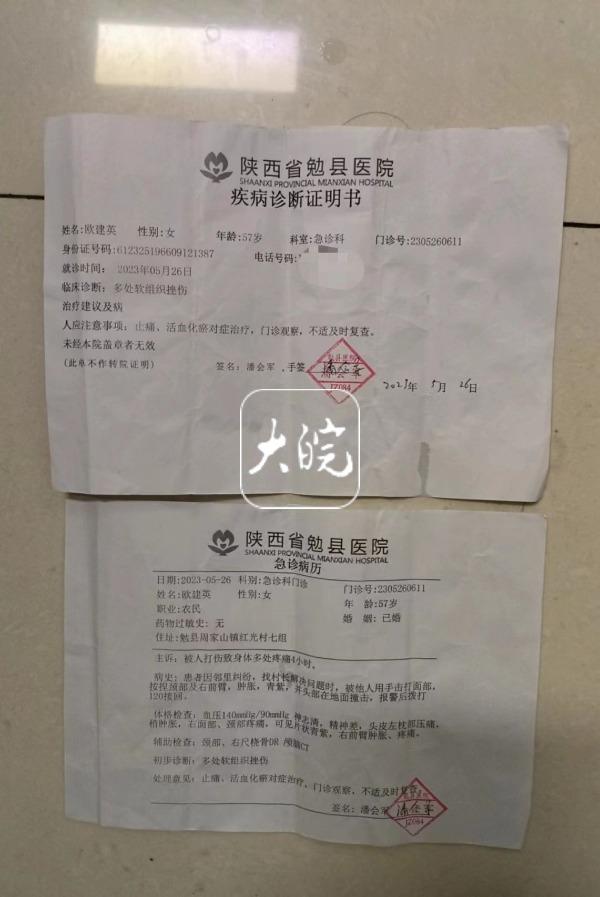 陕西省勉县医院
SHAANXI PROVINCIAL MIANXIAN HOSPITAL
疾病诊断证明书
姓名:欧建英 性别:女 年龄:57岁 科室:急诊科 门诊号:2305260611
身份证号码:612325196609121387 电话号码:
就诊时间: 2023年05月26日
临床诊断: 多处软组织挫伤
治疗建议及病
人应注意事项: 止痛、活血化瘀对症治疗,门诊观察,不适及时复查。
未经本院盖章者无效
(此单不作转院证明) 签名: 潘会军 ,手签
潘会军
JZ084
2023年 5月 26日
大皖
陕西省勉县医院
SHAANXI PROVINCIAL MIANXIAN HOSPITAL
急诊病历
日期:2023-05-26 科别:急诊科门诊 门诊号:2305260611
姓名:欧建英 性别:女 年 龄:57岁
职业:农民 婚 姻: 已婚
药物过敏史: 无
住址:勉县周家山镇红光村七组
主诉: 被人打伤致身体多处疼痛4小时。
病史: 患者因邻里纠纷,找村长解决问题时,被他人用手击打面部,
按捏颈部及右前臂,肿胀,青紫,并头部在地面撞击,报警后拨打
120接回。
体格检查: 血压140mmHg/90mmHg 神志清,精神差,头皮左枕部压痛,
稍肿胀,右面部、颈部疼痛,可见片状青紫,右前臂肿胀、疼痛。
辅助检查: 颈部、右尺桡骨DR 颅脑CT
初步诊断: 多处软组织挫伤
处理意见: 止痛、活血化瘀对症治疗,门诊观察,不适及时复查。
签名: 潘会军
潘会军
JZ084